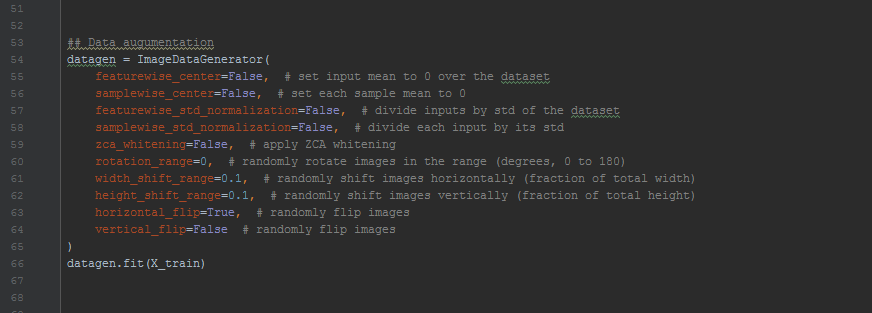 51
52
53 ## Data augumentation
54 datagen = ImageDataGenerator(
55 featurewise_center=False,  # set input mean to 0 over the dataset
56 samplewise_center=False,  # set each sample mean to 0
57 featurewise_std_normalization=False,  # divide inputs by std of the dataset
58 samplewise_std_normalization=False,  # divide each input by its std
59 zca_whitening=False,  # apply ZCA whitening
60 rotation_range=0,  # randomly rotate images in the range (degrees, 0 to 180)
61 width_shift_range=0.1,  # randomly shift images horizontally (fraction of total width)
62 height_shift_range=0.1,  # randomly shift images vertically (fraction of total height)
63 horizontal_flip=True,  # randomly flip images
64 vertical_flip=False  # randomly flip images
65 )
66 datagen.fit(X_train)
67
68